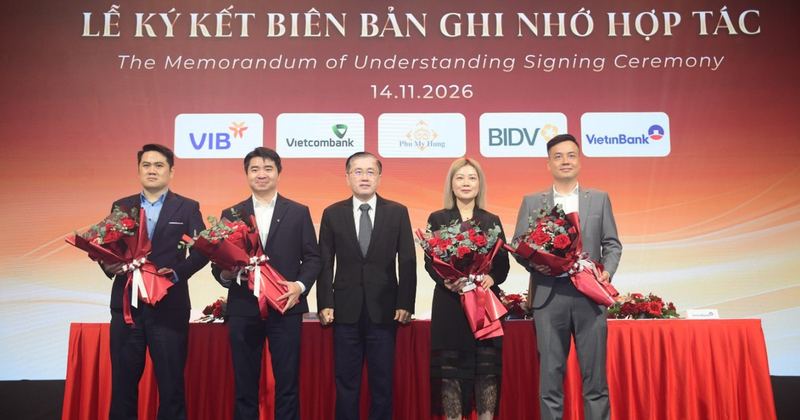 LỄ KÝ KẾT BIÊN BẢN GHI NHỚ HỢP TÁC
The Memorandum of Understanding Signing Ceremony
14.11.2026
VIB
Vietcombank
Phu My Hung
BIDV
VietinBank